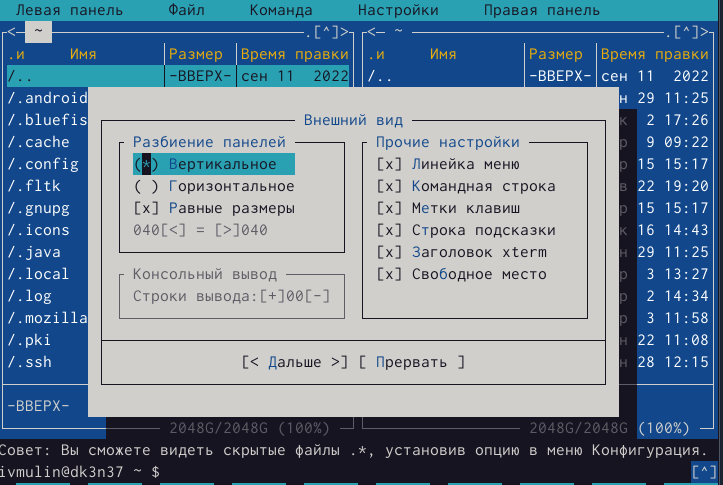 Левая панель Файл Команда Настройки Правая панель
<— ~ .[^]> <— ~ .[^]>
.и Имя Размер Время правки .и Имя Размер Время правки
/.. -ВВЕРХ- сен 11 2022 /.. -ВВЕРХ- сен 11 2022
/.android н 29 11:25
/.bluefis к 2 17:26
/.cache р 9 09:22
/.config р 15 15:17
/.fltk в 22 19:20
/.gnupg р 15 15:17
/.icons к 16 14:43
/.java н 29 11:25
/.local р 3 13:27
/.log р 2 14:34
/.mozilla р 3 11:58
/.pki н 22 11:08
/.ssh н 28 12:15
-ВВЕРХ-
Внешний вид
Разбиение панелей
(*) Вертикальное
( ) Горизонтальное
[x] Равные размеры
040[<] = [>]040
Консольный вывод
Строки вывода:[+]00[-]
Прочие настройки
[x] Линейка меню
[x] Командная строка
[x] Метки клавиш
[x] Строка подсказки
[x] Заголовок xterm
[x] Свободное место
[< Дальше >] [ Прервать ]
2048G/2048G (100%) 2048G/2048G (100%)
Совет: Вы сможете видеть скрытые файлы .*, установив опцию в меню Конфигурация.
ivmulin@dk3n37 ~ $ [^]